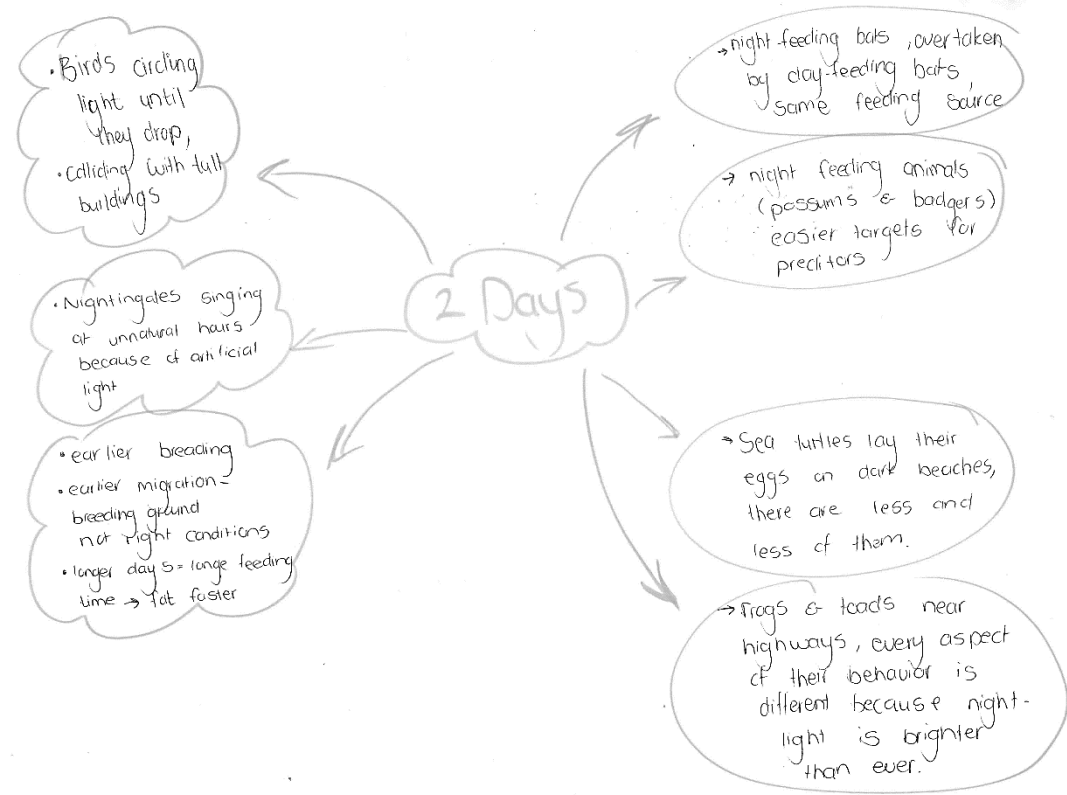 • Birds circling
light until
they drop,
• Colliding with tall
buildings
• Nightingales singing
at unnatural hours
because of artificial
light
• earlier breading
• earlier migration =
breeding ground
not right conditions
• longer days = longe feeding
time → fat faster
2 Days
→ night-feeding bats, overtaken
by day-feeding bats,
same feeding source
→ night feeding animals
(possums & badgers)
easier targets for
preditors
→ Sea turtles lay their
eggs on dark beaches,
there are less and
less of them.
→ Frogs & toads near
highways, every aspect
of their behavior is
different because night-
light is brighter
than ever.